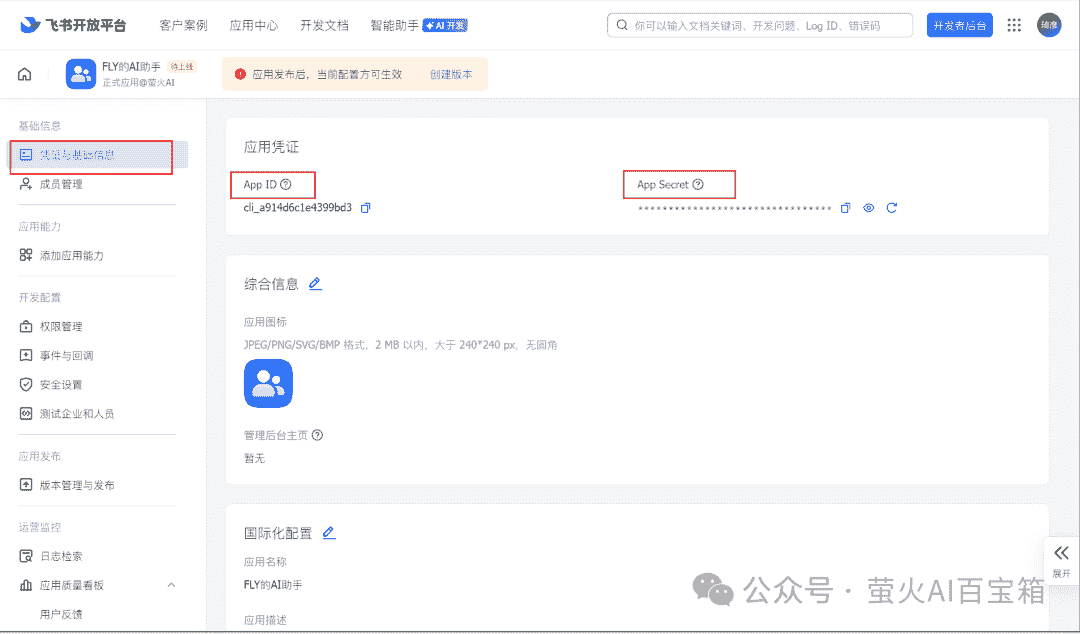 飞书开放平台 客户案例 应用中心 开发文档 智能助手 AI 开发 你可以输入文档关键词、开发问题、Log ID、错误码 开发者后台
FLY的AI助手 待上线
正式应用@萤火AI
应用发布后，当前配置方可生效 创建版本
基础信息
凭证与基础信息
成员管理
应用能力
添加应用能力
开发配置
权限管理
事件与回调
安全设置
测试企业和人员
应用发布
版本管理与发布
运营监控
日志检索
应用质量看板
用户反馈
应用凭证
App ID App Secret
cli_a914d6c1e4399bd3 ********************************
综合信息
应用图标
JPEG/PNG/SVG/BMP 格式，2 MB 以内，大于 240*240 px，无圆角
管理后台主页
暂无
国际化配置
应用名称
FLY的AI助手
应用描述
展开
公众号 · 萤火AI百宝箱